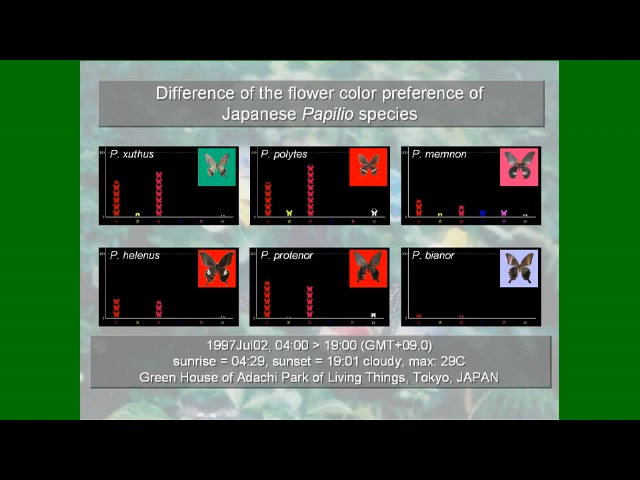 Difference of the flower color preference of
Japanese Papilio species
P. xuthus
P. polytes
P. memnon
P. helenus
P. protenor
P. bianor
1997Jul02, 04:00 > 19:00 (GMT+09.0)
sunrise = 04:29, sunset = 19:01 cloudy, max: 29C
Green House of Adachi Park of Living Things, Tokyo, JAPAN